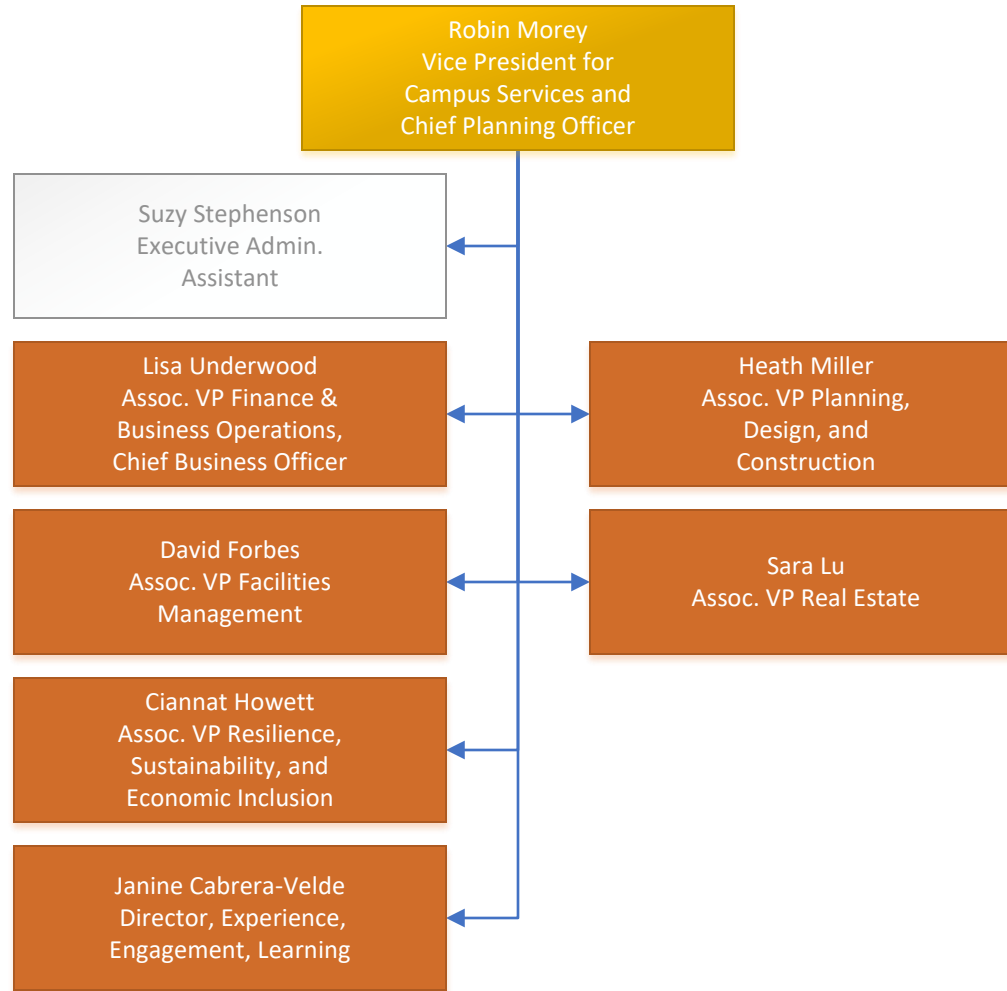 Robin Morey
Vice President for
Campus Services and
Chief Planning Officer
Suzy Stephenson
Executive Admin.
Assistant
Lisa Underwood
Assoc. VP Finance &
Business Operations,
Chief Business Officer
Heath Miller
Assoc. VP Planning,
Design, and
Construction
David Forbes
Assoc. VP Facilities
Management
Sara Lu
Assoc. VP Real Estate
Ciannat Howett
Assoc. VP Resilience,
Sustainability, and
Economic Inclusion
Janine Cabrera-Velde
Director, Experience,
Engagement, Learning